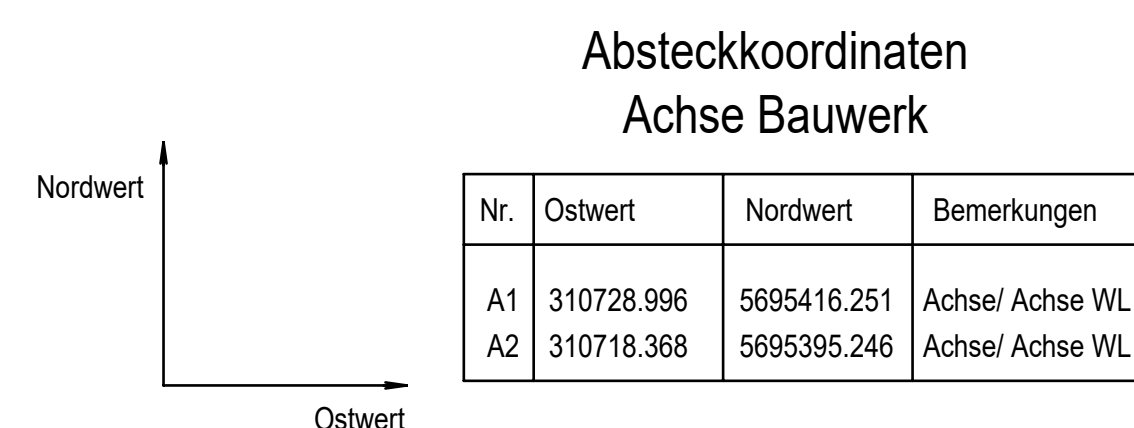 Absteckkoordinaten
Achse Bauwerk
Nordwert
Ostwert
Nr. Ostwert Nordwert Bemerkungen
A1 310728.996 5695416.251 Achse/ Achse WL
A2 310718.368 5695395.246 Achse/ Achse WL